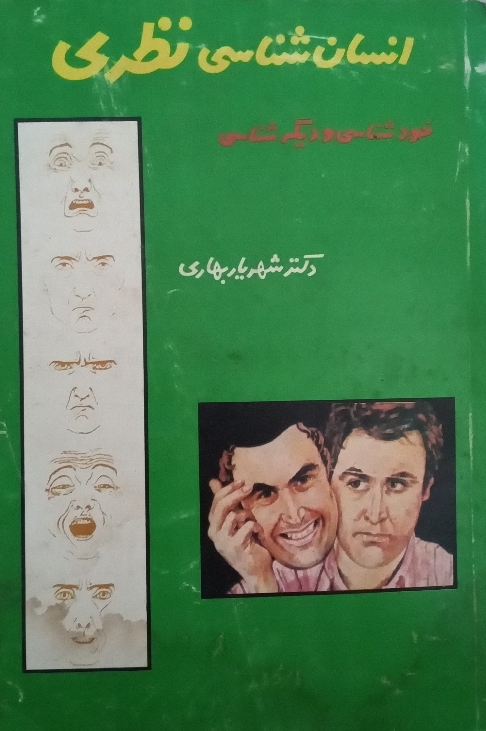 انسان شناسی نظری
خود شناسی و دیگر شناسی
دکتر شهریار بهاری